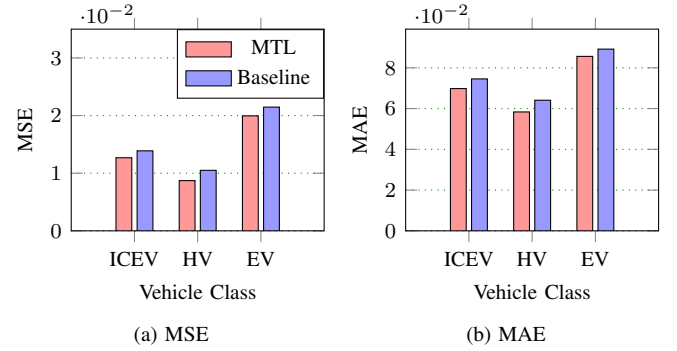 ·10⁻²
3
2
1
0
MSE
MTL
Baseline
ICEV HV EV
Vehicle Class
(a) MSE
·10⁻²
8
6
4
2
0
MAE
ICEV HV EV
Vehicle Class
(b) MAE